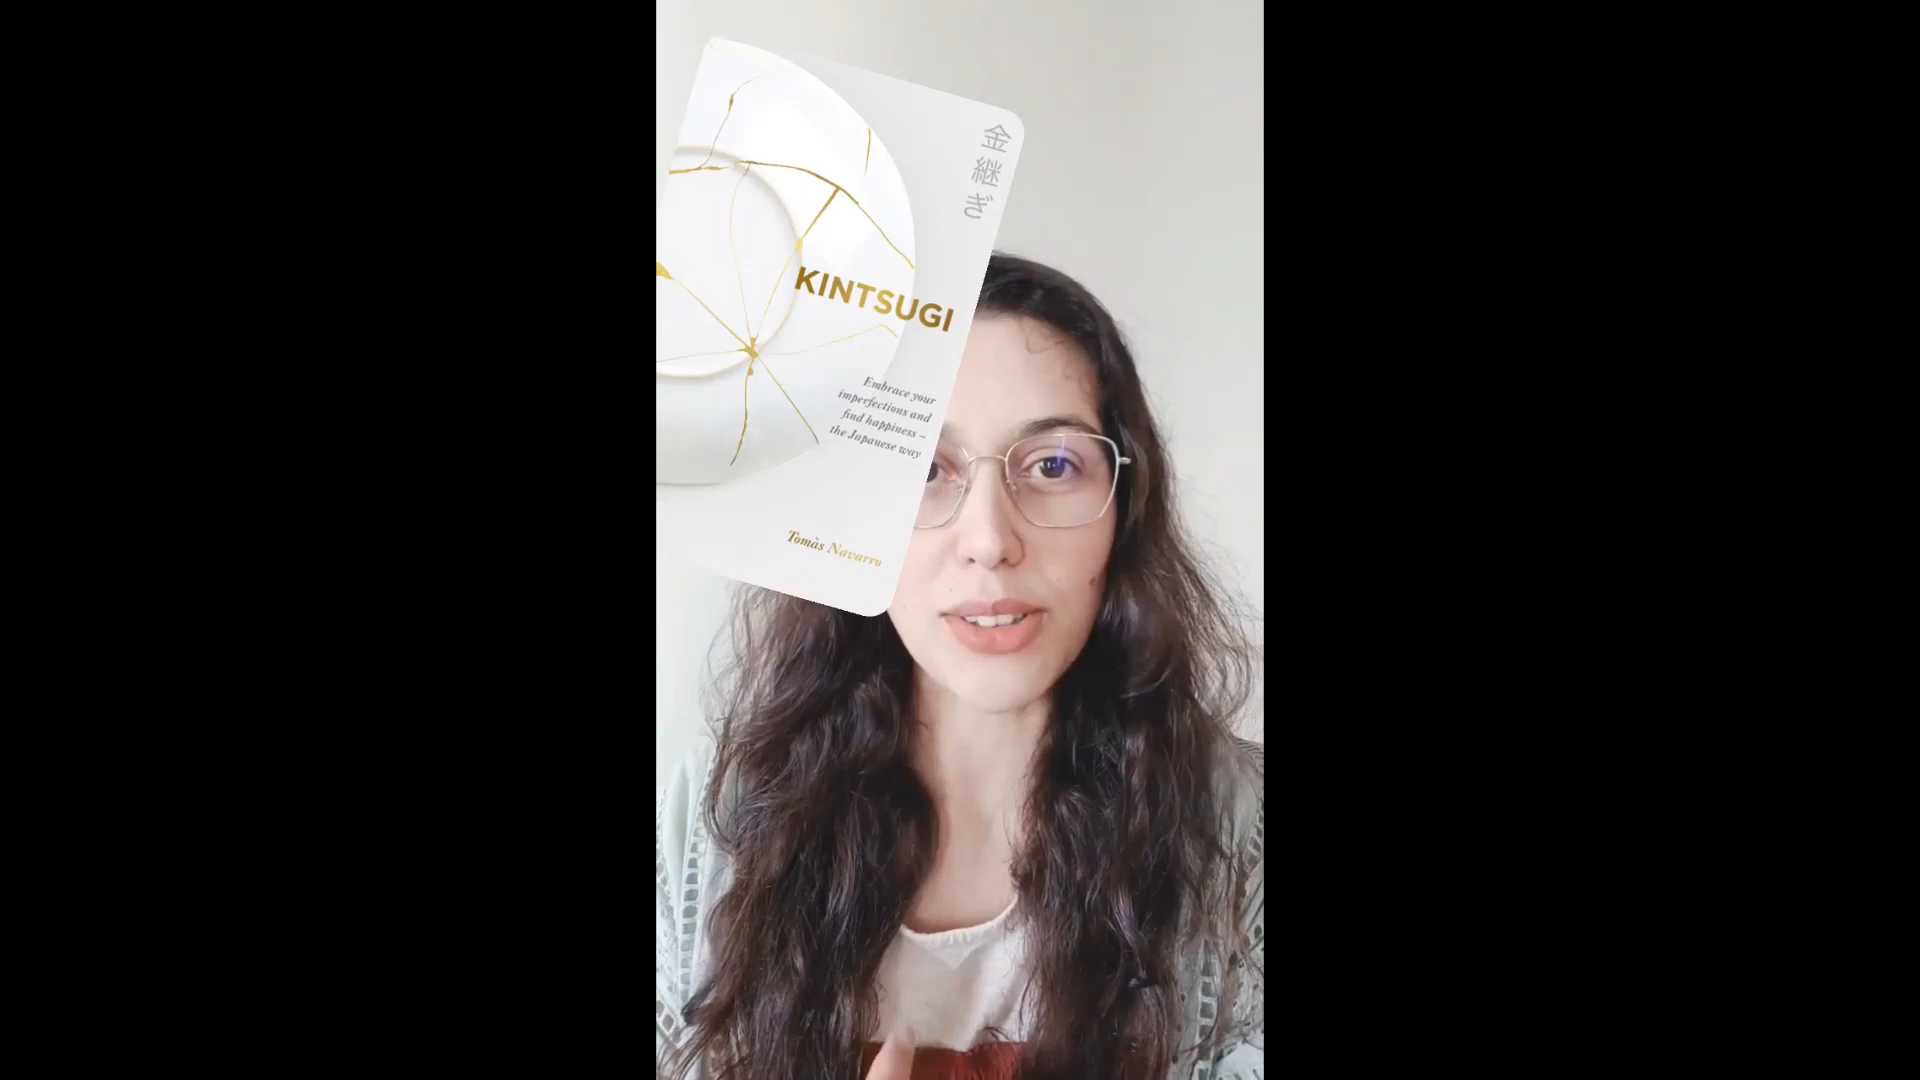 金継ぎ
KINTSUGI
Embrace your
imperfections and
find happiness –
the Japanese way
Tomàs Navarro